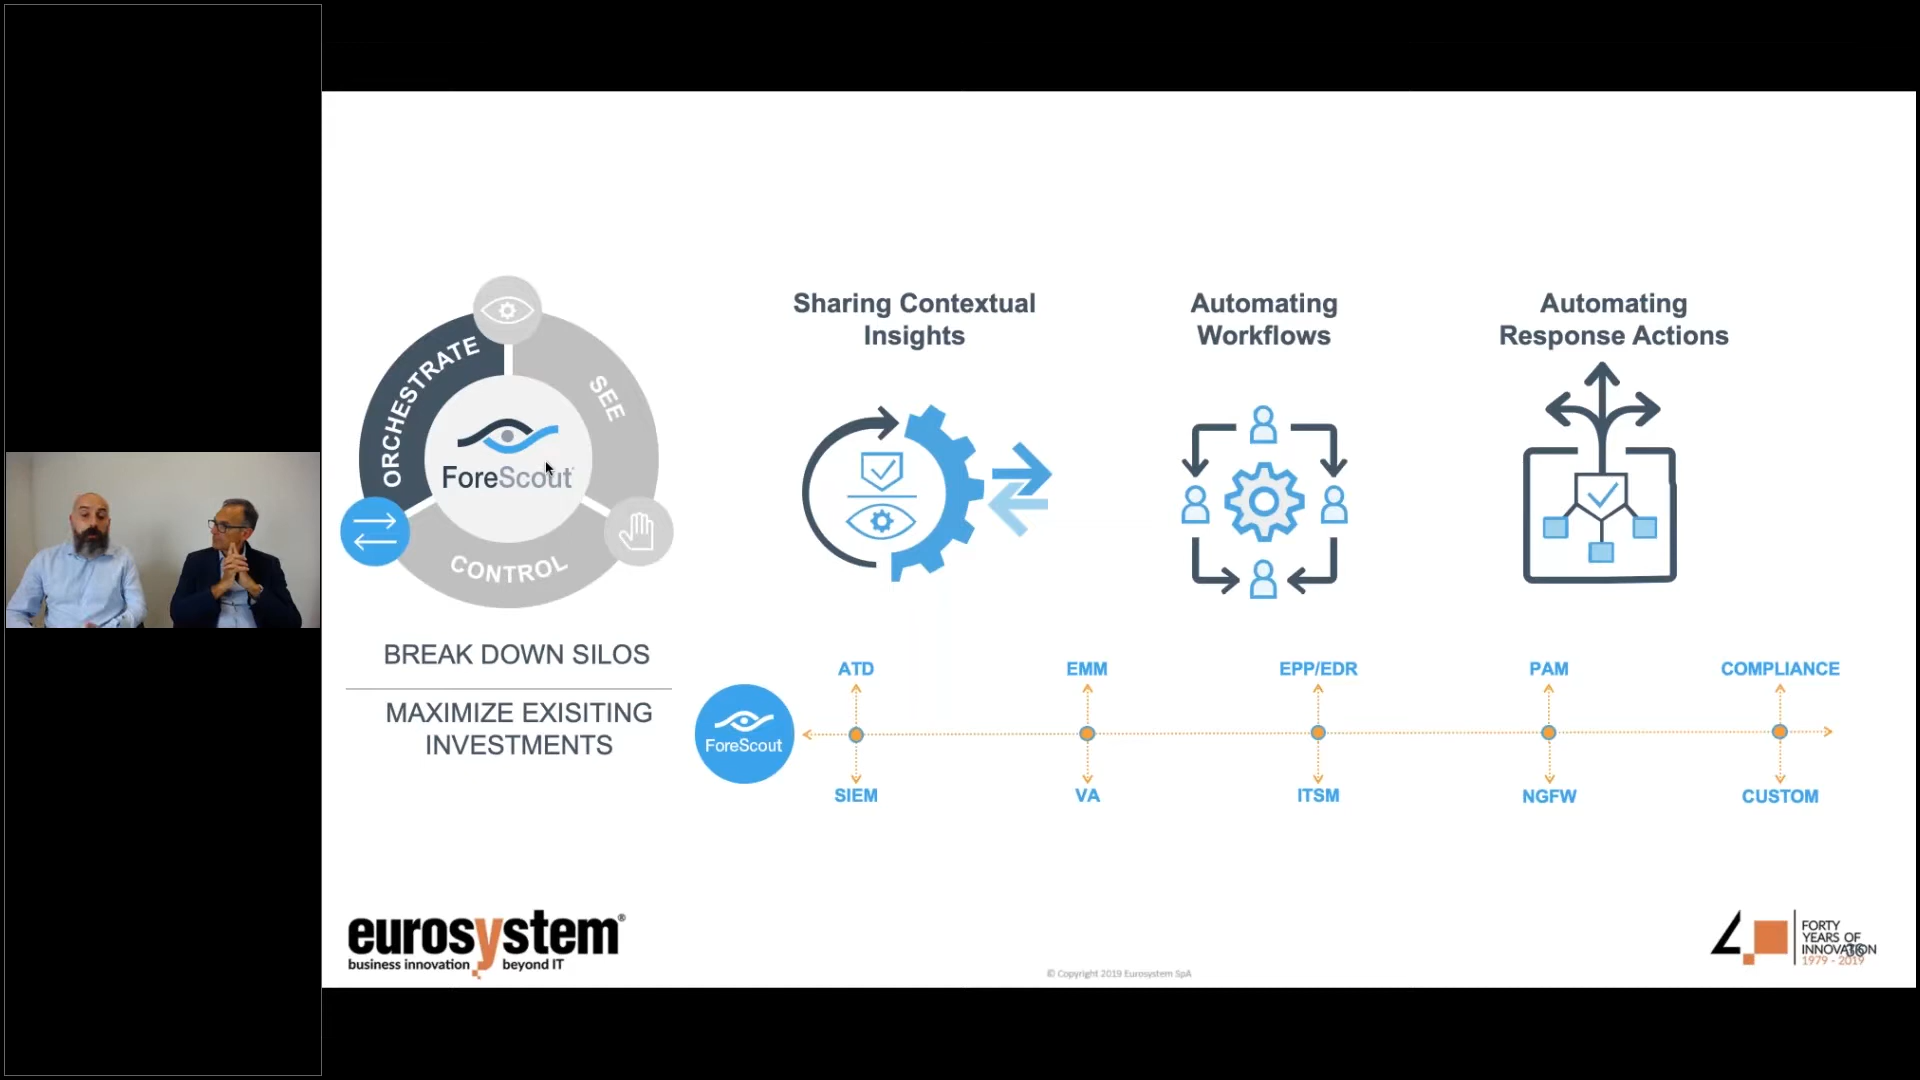 ORCHESTRATE
SEE
CONTROL
ForeScout
BREAK DOWN SILOS
MAXIMIZE EXISITING
INVESTMENTS
Sharing Contextual
Insights
Automating
Workflows
Automating
Response Actions
ForeScout
ATD
EMM
EPP/EDR
PAM
COMPLIANCE
SIEM
VA
ITSM
NGFW
CUSTOM
eurosystem®
business innovation beyond IT
© Copyright 2019 Eurosystem SpA
40
FORTY
YEARS OF
INNOVATION
1979 - 2019
36